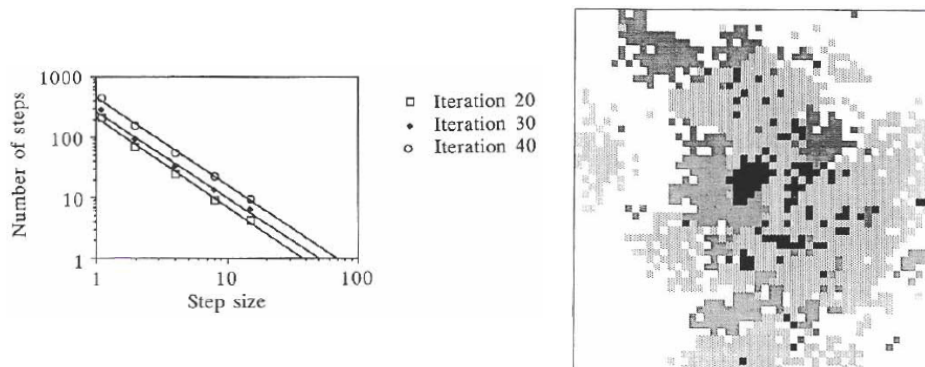 1000
100
10
1
Number of steps
1
10
100
Step size
Iteration 20
Iteration 30
Iteration 40